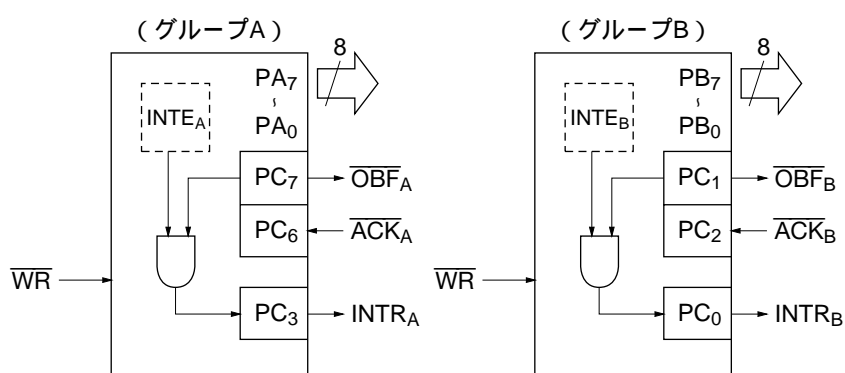 (グループA)
8
PA7
~
PA0
INTEA
PC7
OBFA
PC6
ACKA
WR
PC3
INTRA
(グループB)
8
PB7
~
PB0
INTEB
PC1
OBFB
PC2
ACKB
WR
PC0
INTRB